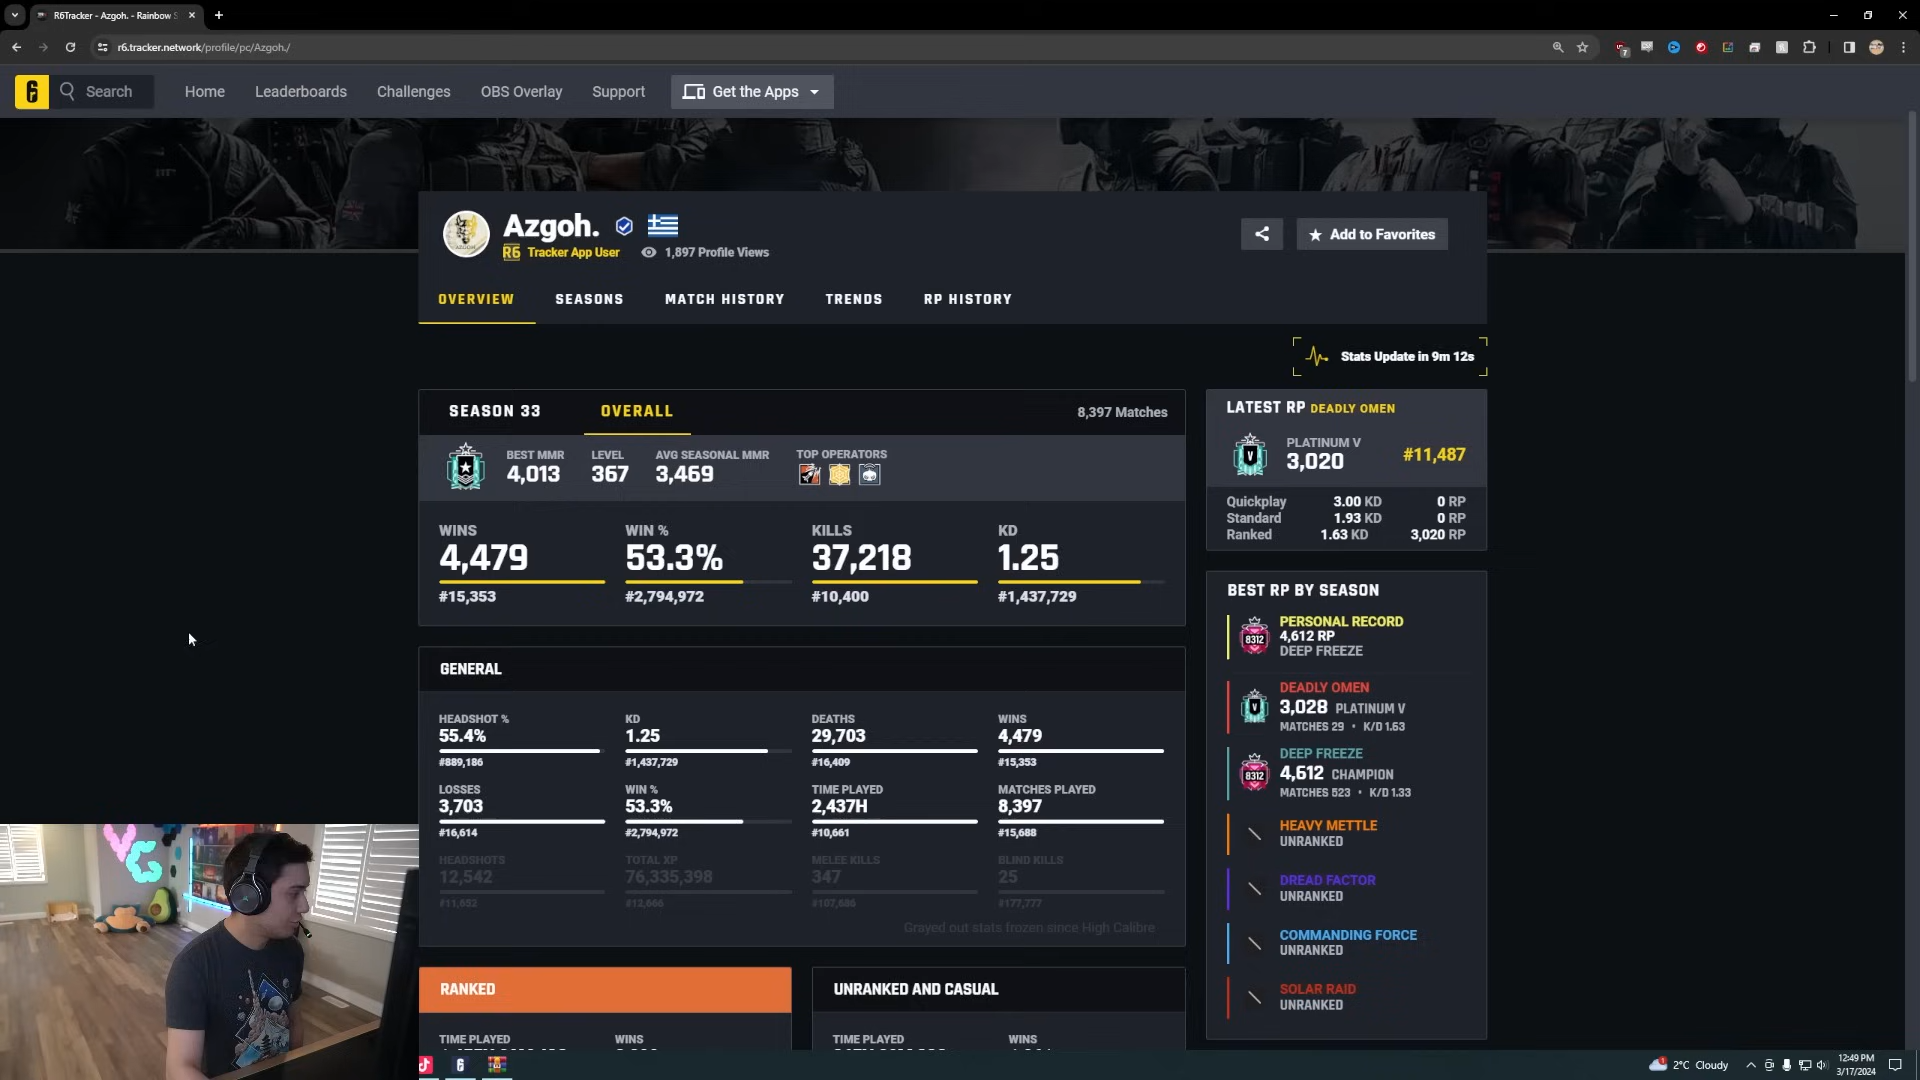 R6Tracker - Azgoh. - Rainbow S
r6.tracker.network/profile/pc/Azgoh./
Search
Home
Leaderboards
Challenges
OBS Overlay
Support
Get the Apps
Azgoh.
R6 Tracker App User
1,897 Profile Views
Add to Favorites
OVERVIEW
SEASONS
MATCH HISTORY
TRENDS
RP HISTORY
Stats Update in 9m 12s
SEASON 33
OVERALL
8,397 Matches
BEST MMR
4,013
LEVEL
367
AVG SEASONAL MMR
3,469
TOP OPERATORS
WINS
4,479
#15,353
WIN %
53.3%
#2,794,972
KILLS
37,218
#10,400
KD
1.25
#1,437,729
GENERAL
HEADSHOT %
55.4%
#889,186
KD
1.25
#1,437,729
DEATHS
29,703
#16,409
WINS
4,479
#15,353
LOSSES
3,703
#16,614
WIN %
53.3%
#2,794,972
TIME PLAYED
2,437H
#10,661
MATCHES PLAYED
8,397
#15,688
HEADSHOTS
12,542
#11,652
TOTAL XP
76,335,398
#12,666
MELEE KILLS
347
#187,686
BLIND KILLS
25
#177,777
Grayed out stats frozen since High Calibre
RANKED
TIME PLAYED
WINS
UNRANKED AND CASUAL
TIME PLAYED
WINS
LATEST RP DEADLY OMEN
V
PLATINUM V
3,020
#11,487
Quickplay 3.00 KD 0 RP
Standard 1.93 KD 0 RP
Ranked 1.63 KD 3,020 RP
BEST RP BY SEASON
8312
PERSONAL RECORD
4,612 RP
DEEP FREEZE
V
DEADLY OMEN
3,028 PLATINUM V
MATCHES 29 • K/D 1.63
8312
DEEP FREEZE
4,612 CHAMPION
MATCHES 523 • K/D 1.33
HEAVY METTLE
UNRANKED
DREAD FACTOR
UNRANKED
COMMANDING FORCE
UNRANKED
SOLAR RAID
UNRANKED
VG
2°C Cloudy
12:49 PM
3/17/2024